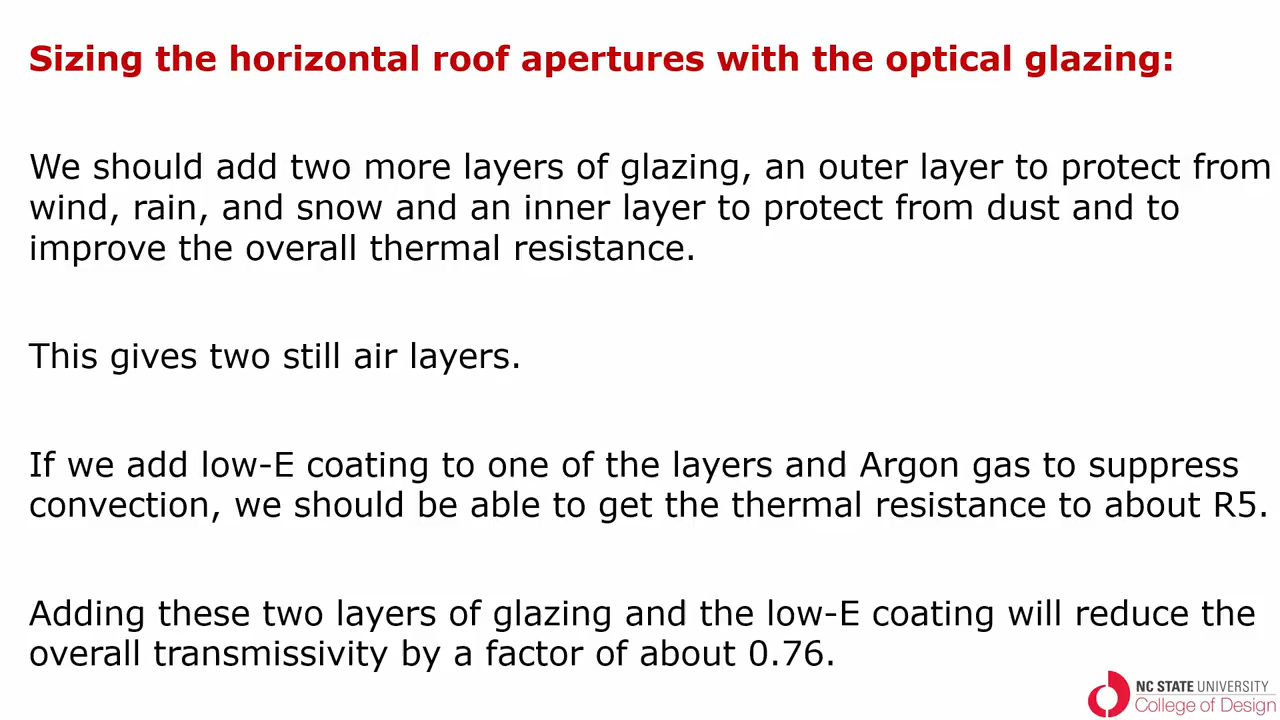 Sizing the horizontal roof apertures with the optical glazing:
We should add two more layers of glazing, an outer layer to protect from
wind, rain, and snow and an inner layer to protect from dust and to
improve the overall thermal resistance.
This gives two still air layers.
If we add low-E coating to one of the layers and Argon gas to suppress
convection, we should be able to get the thermal resistance to about R5.
Adding these two layers of glazing and the low-E coating will reduce the
overall transmissivity by a factor of about 0.76.
NC STATE UNIVERSITY
College of Design